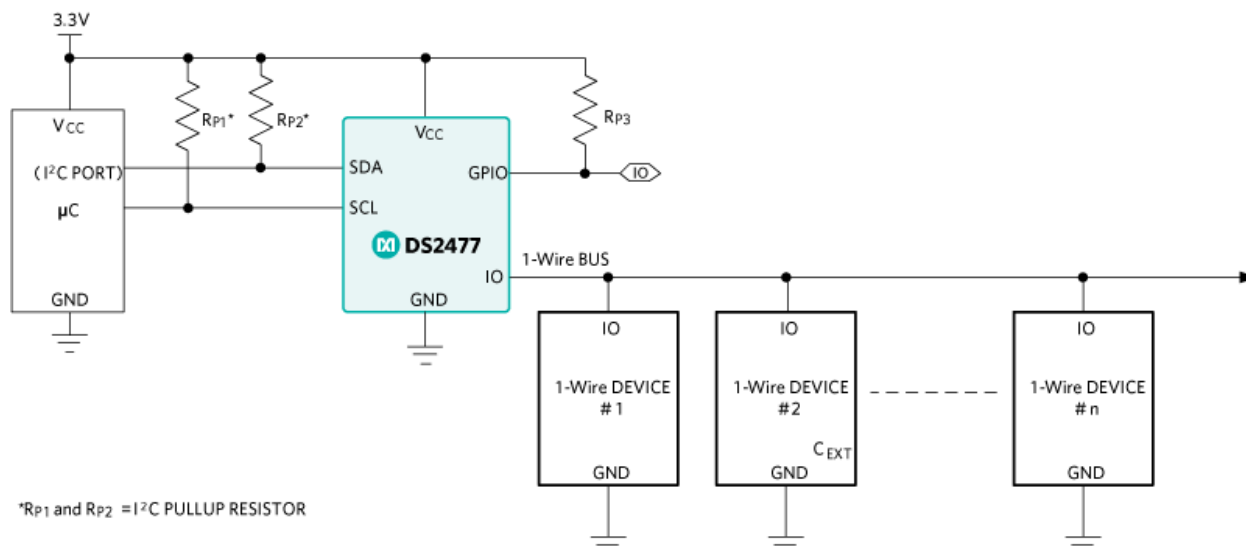 3.3V
RP1*
RP2*
RP3
VCC
(I²C PORT)
µC
GND
VCC
SDA
GPIO
IO
SCL
DS2477
IO
GND
1-Wire BUS
IO
1-Wire DEVICE
#1
GND
IO
1-Wire DEVICE
#2
CEXT
GND
IO
1-Wire DEVICE
#n
GND
*RP1 and RP2 =I²C PULLUP RESISTOR